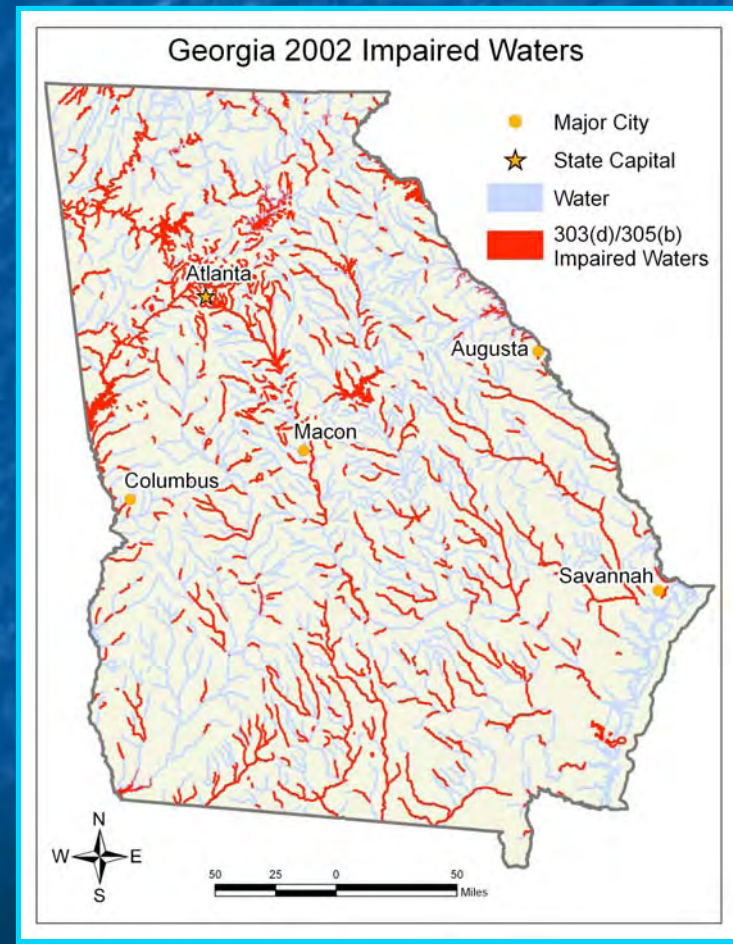 Georgia 2002 Impaired Waters
Major City
State Capital
Water
303(d)/305(b)
Impaired Waters
Atlanta
Augusta
Macon
Columbus
Savannah
N
W E
S
50 25 0 50
Miles